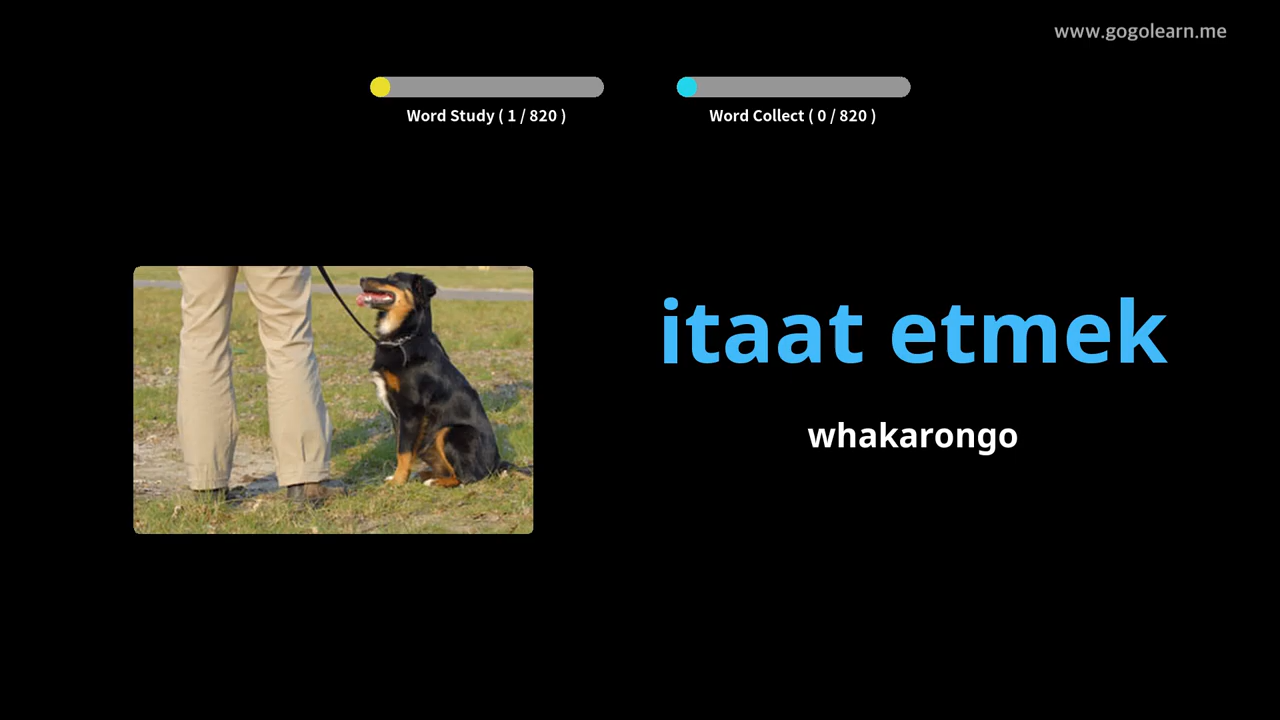 www.gogolearn.me
Word Study ( 1 / 820 )
Word Collect ( 0 / 820 )
itaat etmek
whakarongo